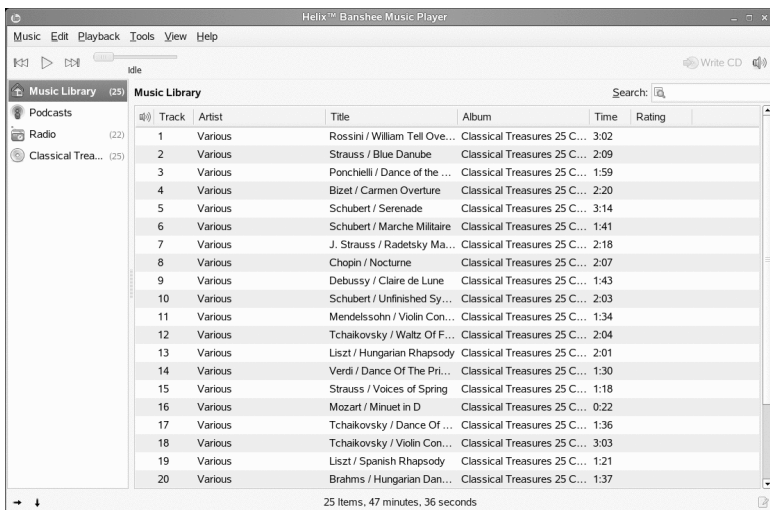 Helix™ Banshee Music Player
Music Edit Playback Tools View Help
Idle
Write CD
Music Library (25)
Podcasts
Radio (22)
Classical Trea... (25)
Music Library
Search:
Track Artist Title Album Time Rating
1 Various Rossini / William Tell Ove... Classical Treasures 25 C... 3:02
2 Various Strauss / Blue Danube Classical Treasures 25 C... 2:09
3 Various Ponchielli / Dance of the ... Classical Treasures 25 C... 1:59
4 Various Bizet / Carmen Overture Classical Treasures 25 C... 2:20
5 Various Schubert / Serenade Classical Treasures 25 C... 3:14
6 Various Schubert / Marche Militaire Classical Treasures 25 C... 1:41
7 Various J. Strauss / Radetsky Ma... Classical Treasures 25 C... 2:18
8 Various Chopin / Nocturne Classical Treasures 25 C... 2:07
9 Various Debussy / Claire de Lune Classical Treasures 25 C... 1:43
10 Various Schubert / Unfinished Sy... Classical Treasures 25 C... 2:03
11 Various Mendelssohn / Violin Con... Classical Treasures 25 C... 1:34
12 Various Tchaikovsky / Waltz Of F... Classical Treasures 25 C... 2:04
13 Various Liszt / Hungarian Rhapsody Classical Treasures 25 C... 2:01
14 Various Verdi / Dance Of The Pri... Classical Treasures 25 C... 1:30
15 Various Strauss / Voices of Spring Classical Treasures 25 C... 1:18
16 Various Mozart / Minuet in D Classical Treasures 25 C... 0:22
17 Various Tchaikovsky / Dance Of ... Classical Treasures 25 C... 1:36
18 Various Tchaikovsky / Violin Con... Classical Treasures 25 C... 3:03
19 Various Liszt / Spanish Rhapsody Classical Treasures 25 C... 1:21
20 Various Brahms / Hungarian Dan... Classical Treasures 25 C... 1:37
25 Items, 47 minutes, 36 seconds